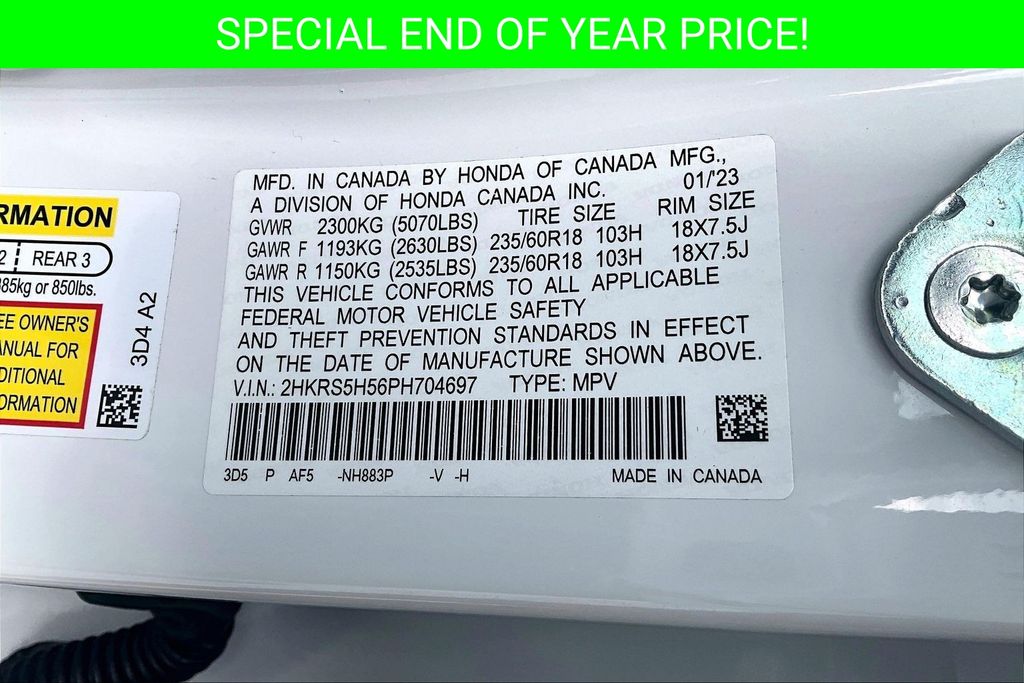 SPECIAL END OF YEAR PRICE!
RMATION
2 REAR 3
385kg or 850lbs.
EE OWNER'S
ANUAL FOR
DITIONAL
FORMATION
3D4 A2
MFD. IN CANADA BY HONDA OF CANADA MFG.,
A DIVISION OF HONDA CANADA INC. 01/'23
GVWR 2300KG (5070LBS) TIRE SIZE RIM SIZE
GAWR F 1193KG (2630LBS) 235/60R18 103H 18X7.5J
GAWR R 1150KG (2535LBS) 235/60R18 103H 18X7.5J
THIS VEHICLE CONFORMS TO ALL APPLICABLE
FEDERAL MOTOR VEHICLE SAFETY
AND THEFT PREVENTION STANDARDS IN EFFECT
ON THE DATE OF MANUFACTURE SHOWN ABOVE.
V.I.N.: 2HKRS5H56PH704697 TYPE: MPV
3D5 P AF5 -NH883P -V -H MADE IN CANADA